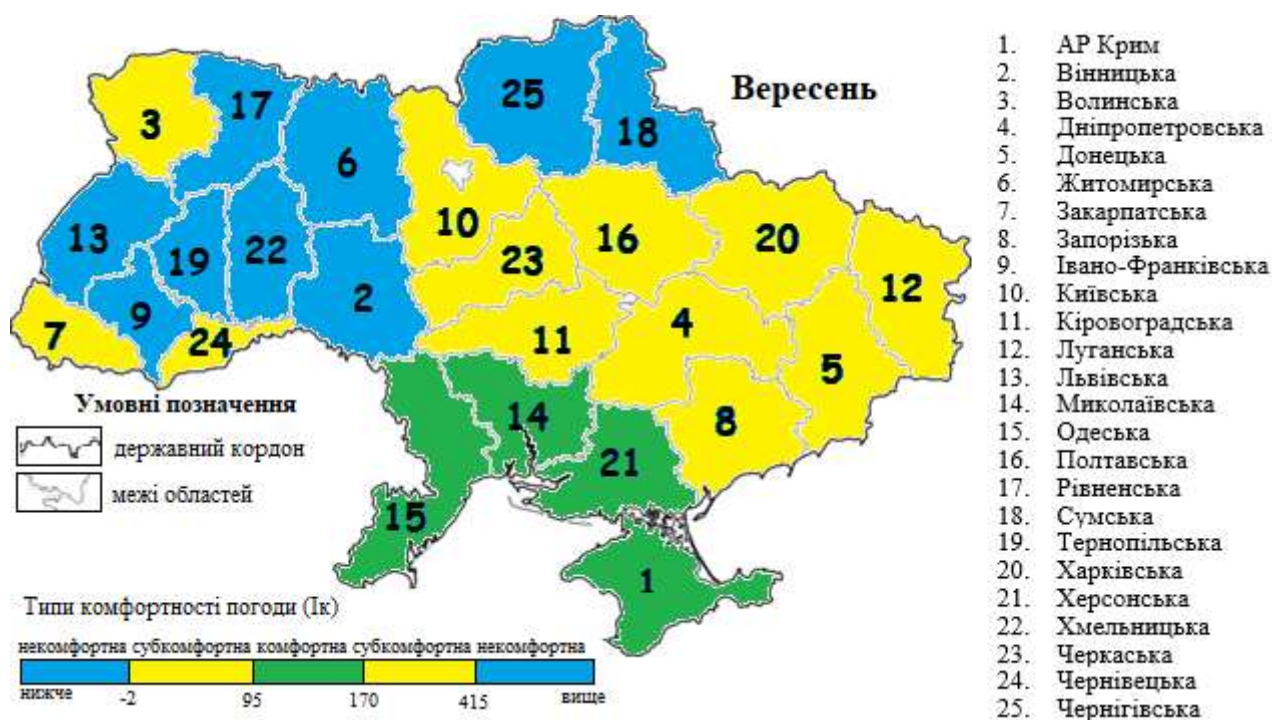 Вересень
3
17
6
25
18
13
19
22
10
23
16
20
12
7
9
24
2
11
4
5
14
8
15
21
1
Умовні позначення
державний кордон
межі областей
Типи комфортності погоди (Ік)
некомфортна субкомфортна комфортна субкомфортна некомфортна
нижче -2 95 170 415 вище
1. АР Крим
2. Вінницька
3. Волинська
4. Дніпропетровська
5. Донецька
6. Житомирська
7. Закарпатська
8. Запорізька
9. Івано-Франківська
10. Київська
11. Кіровоградська
12. Луганська
13. Львівська
14. Миколаївська
15. Одеська
16. Полтавська
17. Рівненська
18. Сумська
19. Тернопільська
20. Харківська
21. Херсонська
22. Хмельницька
23. Черкаська
24. Чернівецька
25. Чернігівська